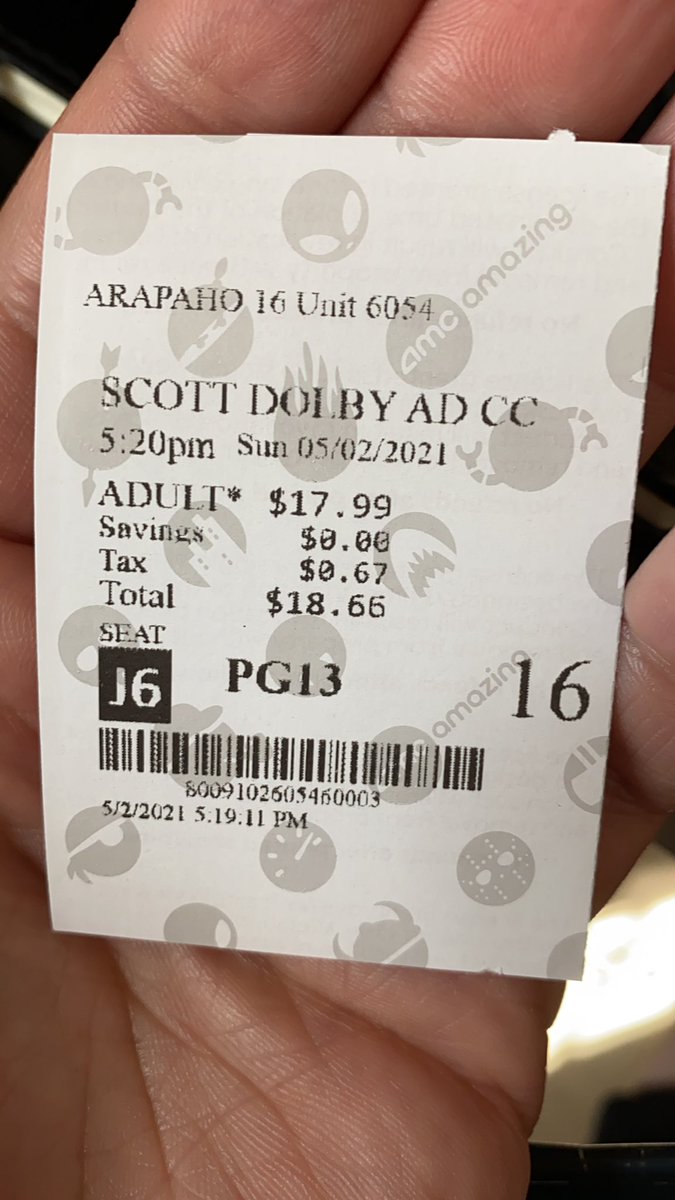 amc amazing
ARAPAHO 16 Unit 6054
SCOTT DOLBY AD CC
5:20pm Sun 05/02/2021
ADULT* $17.99
Savings $0.00
Tax $0.67
Total $18.66
SEAT
J6 PG13 16
amazing
8009102605460003
5/2/2021 5:19:11 PM